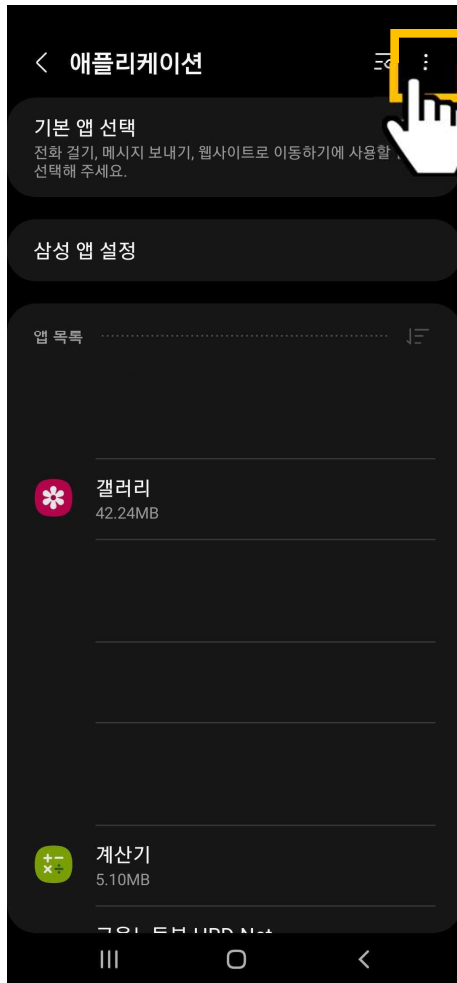 애플리케이션
기본 앱 선택
전화 걸기, 메시지 보내기, 웹사이트로 이동하기에 사용할
선택해 주세요.
삼성 앱 설정
앱 목록
갤러리
42.24MB
계산기
5.10MB